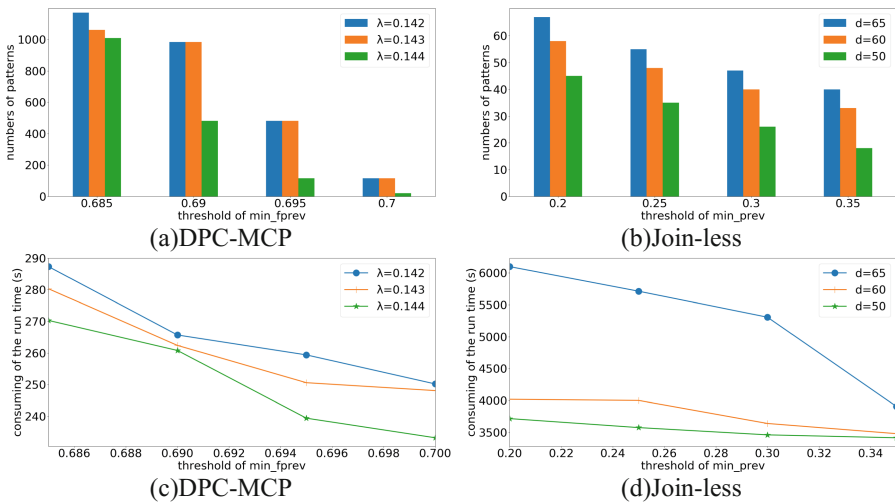 numbers of patterns
1000
800
600
400
200
0
λ=0.142
λ=0.143
λ=0.144
0.685
0.69
0.695
0.7
threshold of min_fprev
(a)DPC-MCP
numbers of patterns
60
50
40
30
20
10
0
d=65
d=60
d=50
0.2
0.25
0.3
0.35
threshold of min_prev
(b)Join-less
consuming of the run time (s)
290
280
270
260
250
240
λ=0.142
λ=0.143
λ=0.144
0.686
0.688
0.690
0.692
0.694
0.696
0.698
0.700
threshold of min_fprev
(c)DPC-MCP
consuming of the run time (s)
6000
5500
5000
4500
4000
3500
d=65
d=60
d=50
0.20
0.22
0.24
0.26
0.28
0.30
0.32
0.34
threshold of min_prev
(d)Join-less